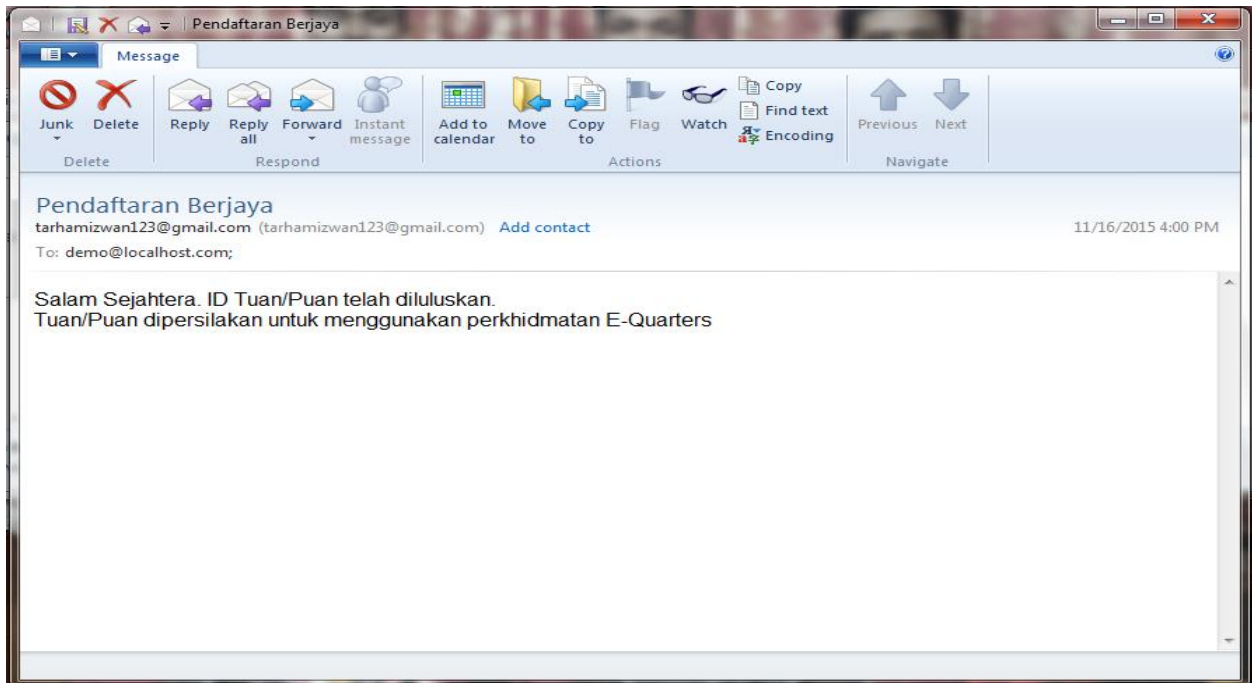 Pendaftaran Berjaya
Message
Junk
Delete
Reply
Reply all
Forward
Instant message
Add to calendar
Move to
Copy to
Flag
Watch
Copy
Find text
Encoding
Previous
Next
Delete
Respond
Actions
Navigate
Pendaftaran Berjaya
tarhamizwan123@gmail.com (tarhamizwan123@gmail.com) Add contact
11/16/2015 4:00 PM
To: demo@localhost.com;
Salam Sejahtera. ID Tuan/Puan telah diluluskan.
Tuan/Puan dipersilakan untuk menggunakan perkhidmatan E-Quarters